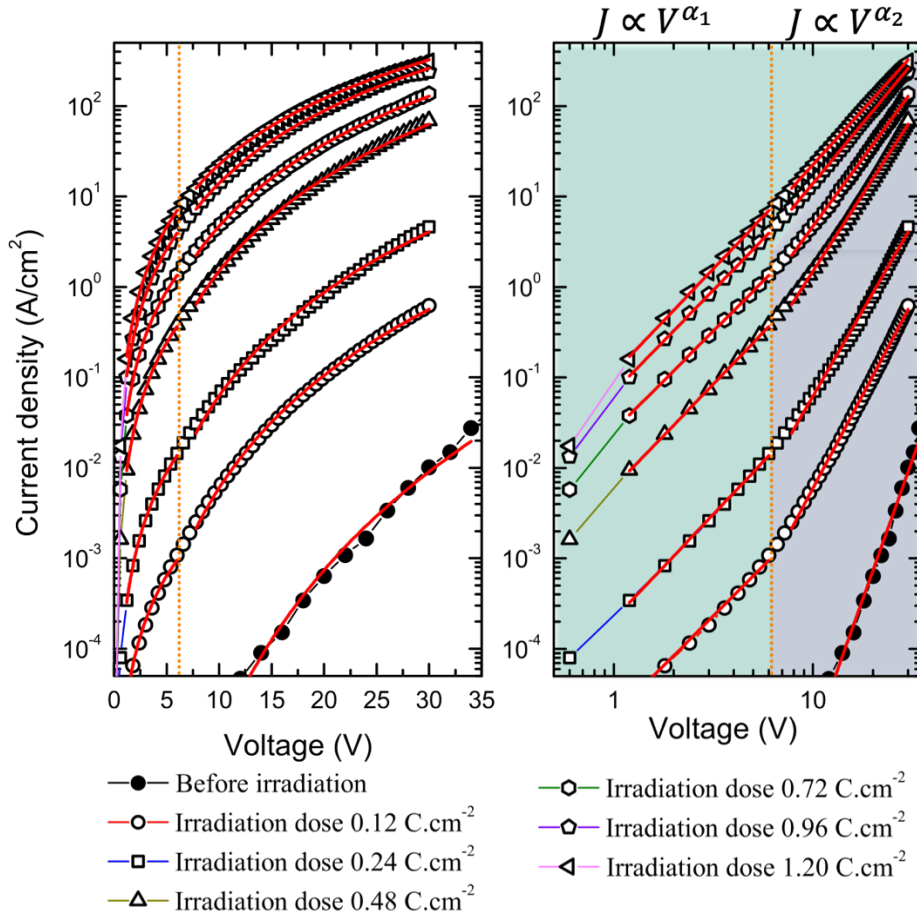 J ∝ V^α₁
J ∝ V^α₂
Current density (A/cm²)
10²
10¹
10⁰
10⁻¹
10⁻²
10⁻³
10⁻⁴
0 5 10 15 20 25 30 35
Voltage (V)
10²
10¹
10⁰
10⁻¹
10⁻²
10⁻³
10⁻⁴
1 10
Voltage (V)
Before irradiation
Irradiation dose 0.12 C.cm⁻²
Irradiation dose 0.24 C.cm⁻²
Irradiation dose 0.48 C.cm⁻²
Irradiation dose 0.72 C.cm⁻²
Irradiation dose 0.96 C.cm⁻²
Irradiation dose 1.20 C.cm⁻²